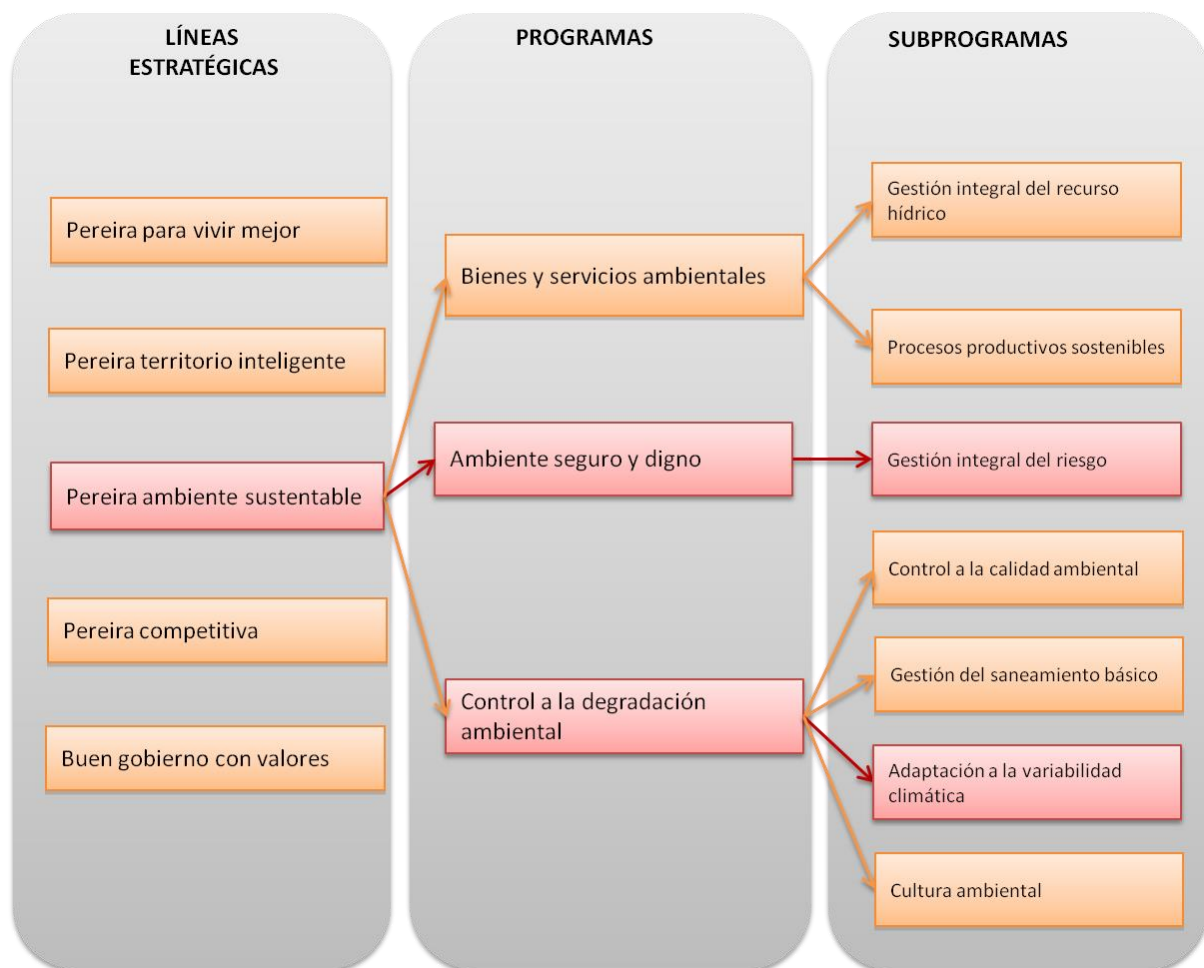 LÍNEAS
ESTRATÉGICAS
Pereira para vivir mejor
Pereira territorio inteligente
Pereira ambiente sustentable
Pereira competitiva
Buen gobierno con valores
PROGRAMAS
Bienes y servicios ambientales
Ambiente seguro y digno
Control a la degradación
ambiental
SUBPROGRAMAS
Gestión integral del recurso
hídrico
Procesos productivos sostenibles
Gestión integral del riesgo
Control a la calidad ambiental
Gestión del saneamiento básico
Adaptación a la variabilidad
climática
Cultura ambiental